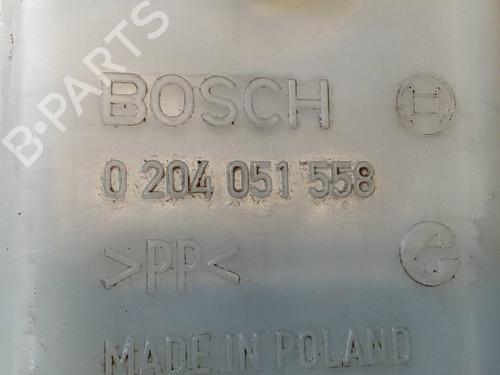 B-PARTS
BOSCH
0 204 051 558
>PP<
MADE IN POLAND